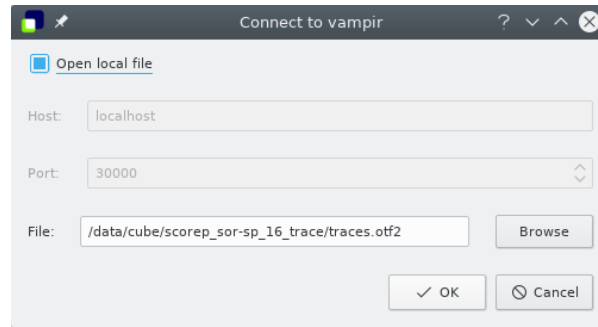 Connect to vampir
Open local file
Host: localhost
Port: 30000
File: /data/cube/scorep_sor-sp_16_trace/traces.otf2 Browse
OK Cancel